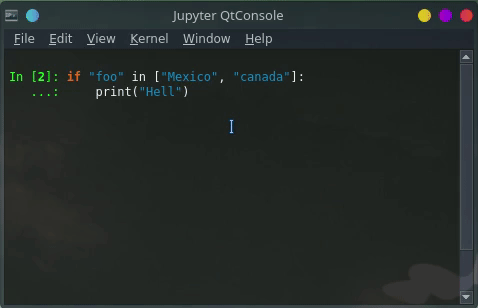 Jupyter QtConsole
File Edit View Kernel Window Help
In [2]: if "foo" in ["Mexico", "canada"]:
...: print("Hell")